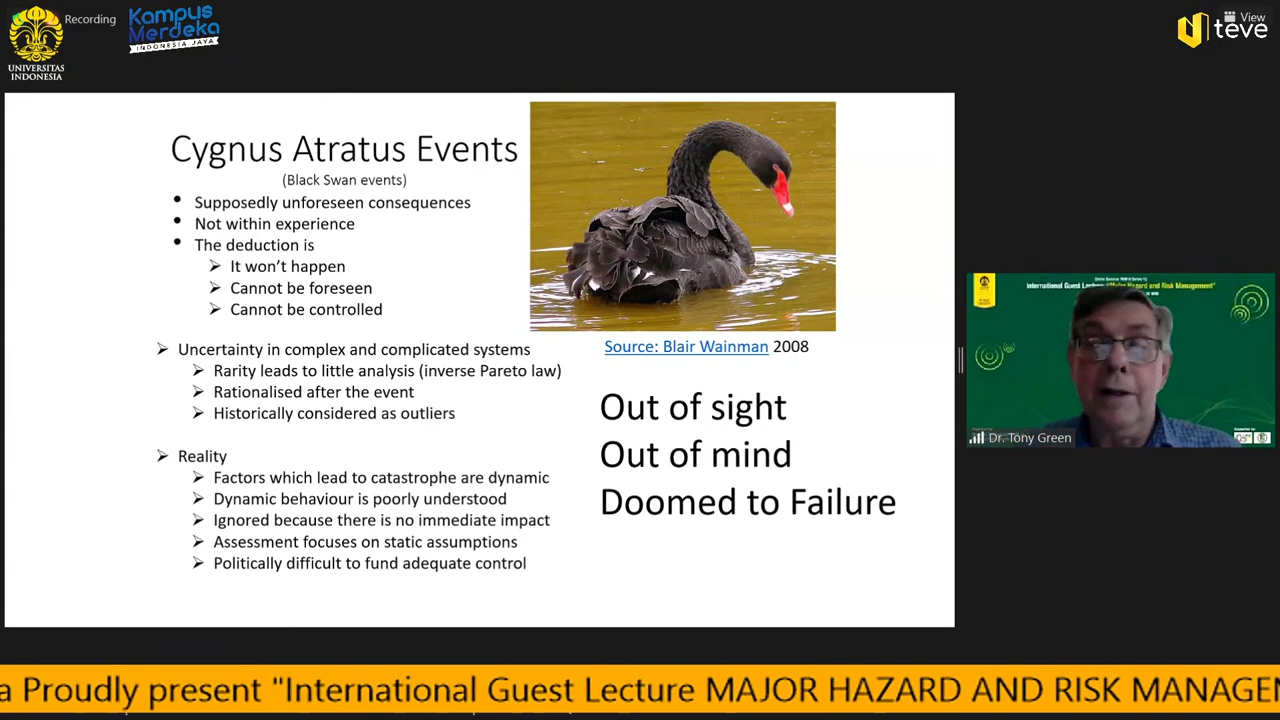 Recording
UNIVERSITAS
INDONESIA
Kampus
Merdeka
INDONESIA JAYA
View
teve
Cygnus Atratus Events
(Black Swan events)
• Supposedly unforeseen consequences
• Not within experience
• The deduction is
➢ It won't happen
➢ Cannot be foreseen
➢ Cannot be controlled
➢ Uncertainty in complex and complicated systems
➢ Rarity leads to little analysis (inverse Pareto law)
➢ Rationalised after the event
➢ Historically considered as outliers
➢ Reality
➢ Factors which lead to catastrophe are dynamic
➢ Dynamic behaviour is poorly understood
➢ Ignored because there is no immediate impact
➢ Assessment focuses on static assumptions
➢ Politically difficult to fund adequate control
Source: Blair Wainman 2008
Out of sight
Out of mind
Doomed to Failure
International Guest Lecture "Major Hazard and Risk Management"
Dr. Tony Green
a Proudly present "International Guest Lecture MAJOR HAZARD AND RISK MANAGEN